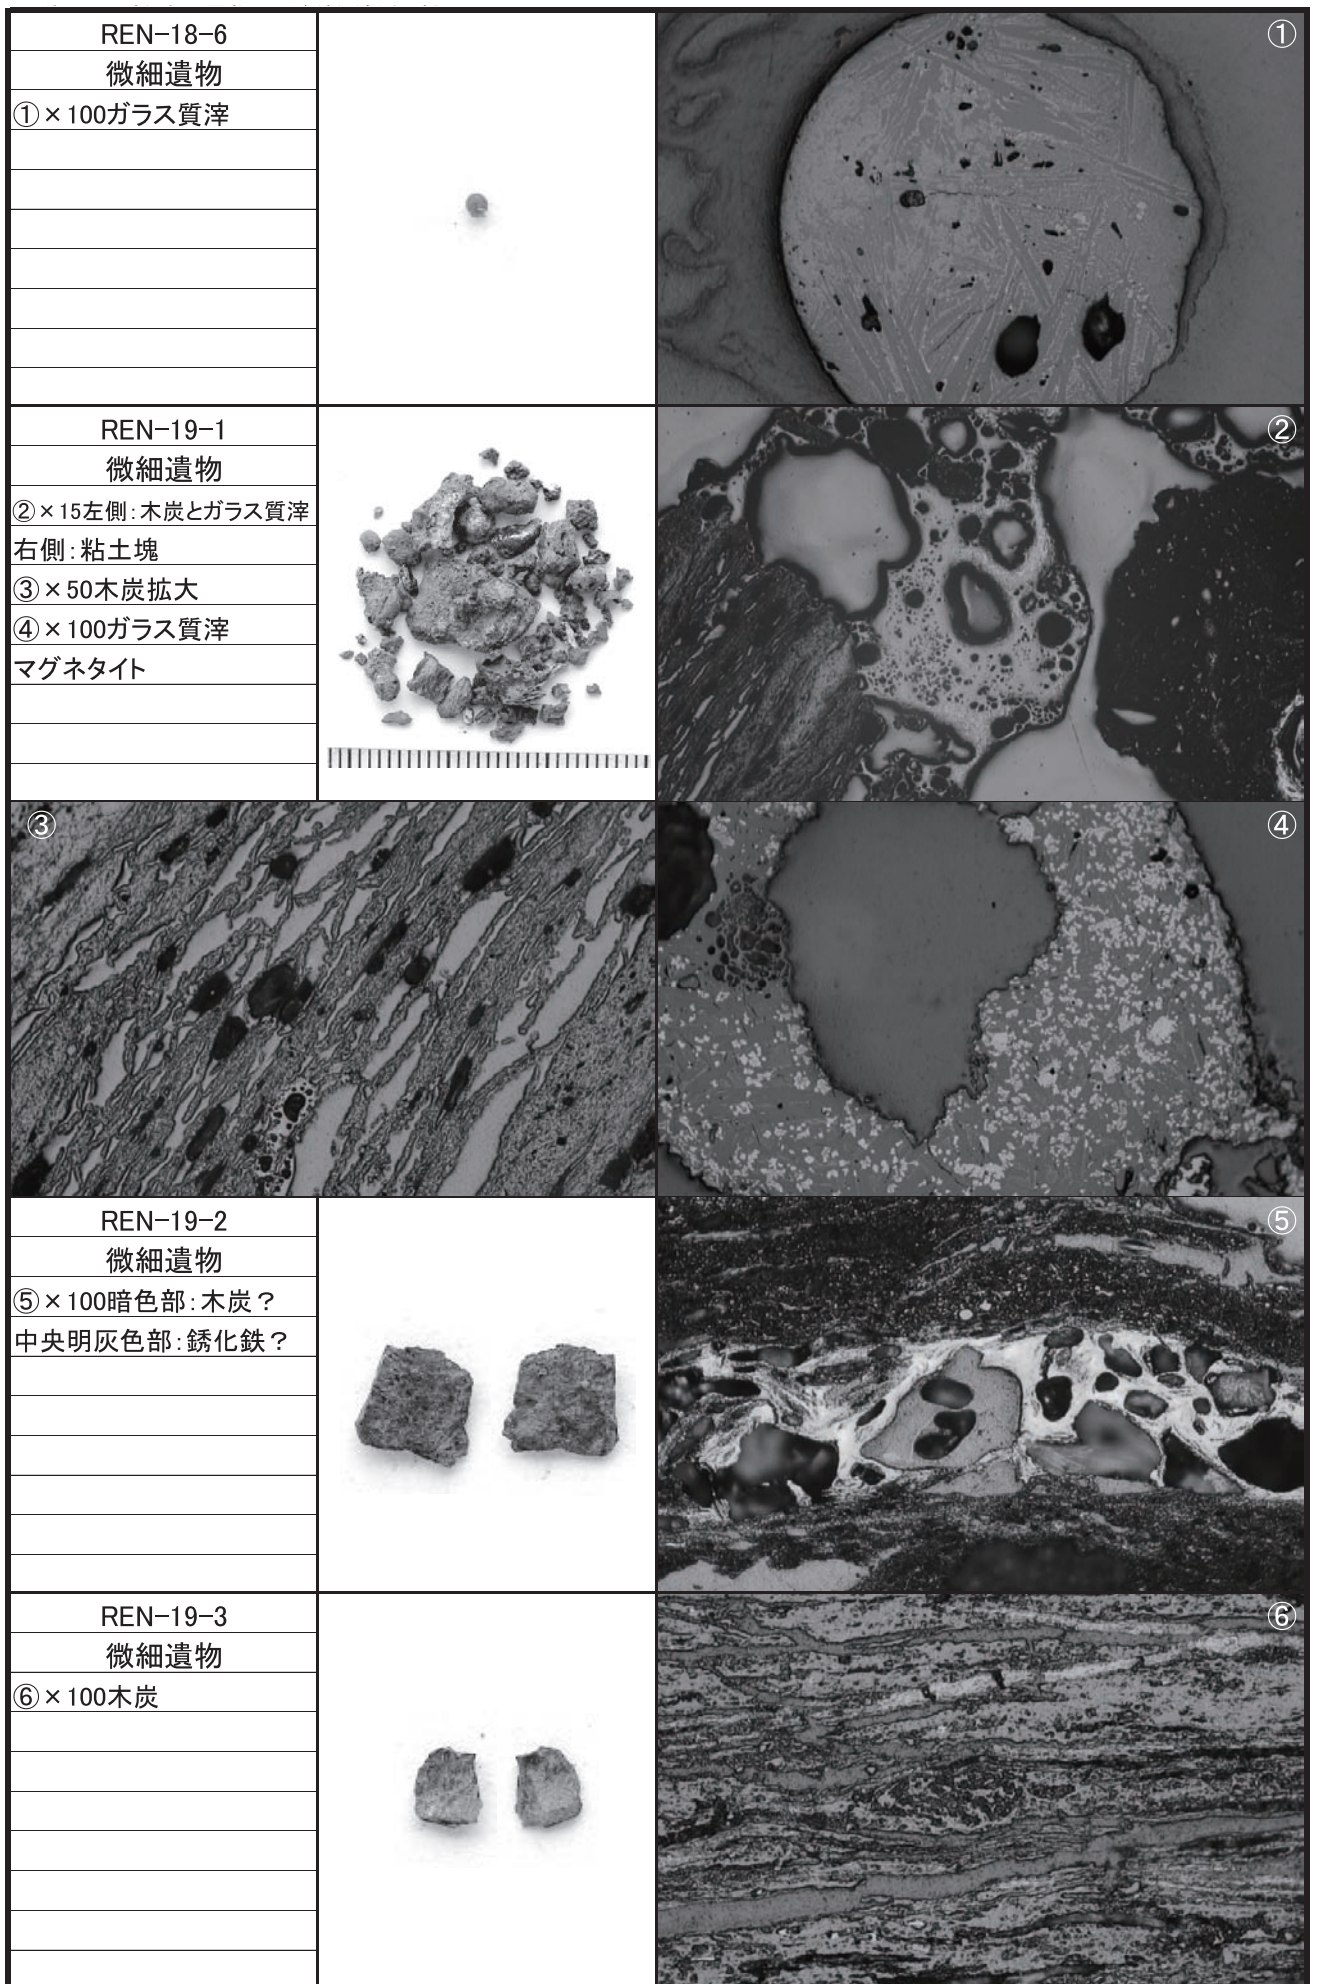 REN-18-6
微細遺物
①×100ガラス質滓
①
REN-19-1
微細遺物
②×15左側:木炭とガラス質滓
右側:粘土塊
③×50木炭拡大
④×100ガラス質滓
マグネタイト
②
③
④
REN-19-2
微細遺物
⑤×100暗色部:木炭?
中央明灰色部:銹化鉄?
⑤
REN-19-3
微細遺物
⑥×100木炭
⑥